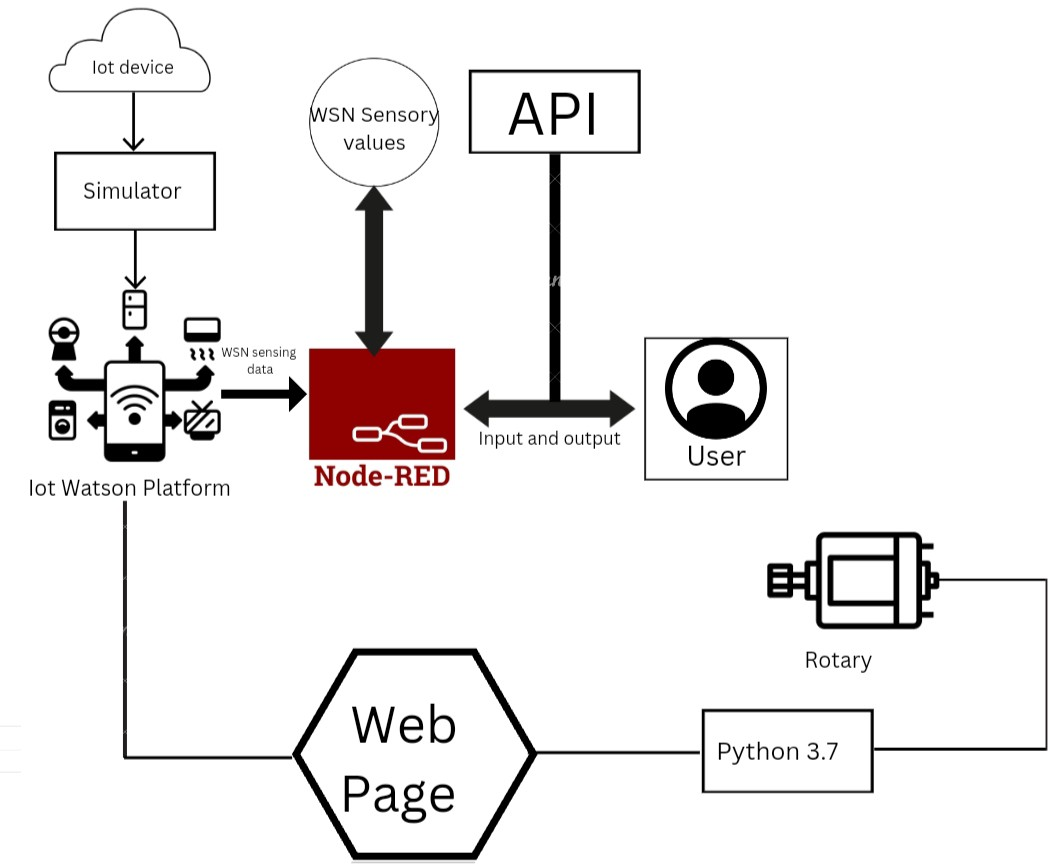 Iot device
WSN Sensory
values
API
Simulator
WSN sensing
data
Input and output
User
Node-RED
Iot Watson Platform
Rotary
Web
Page
Python 3.7